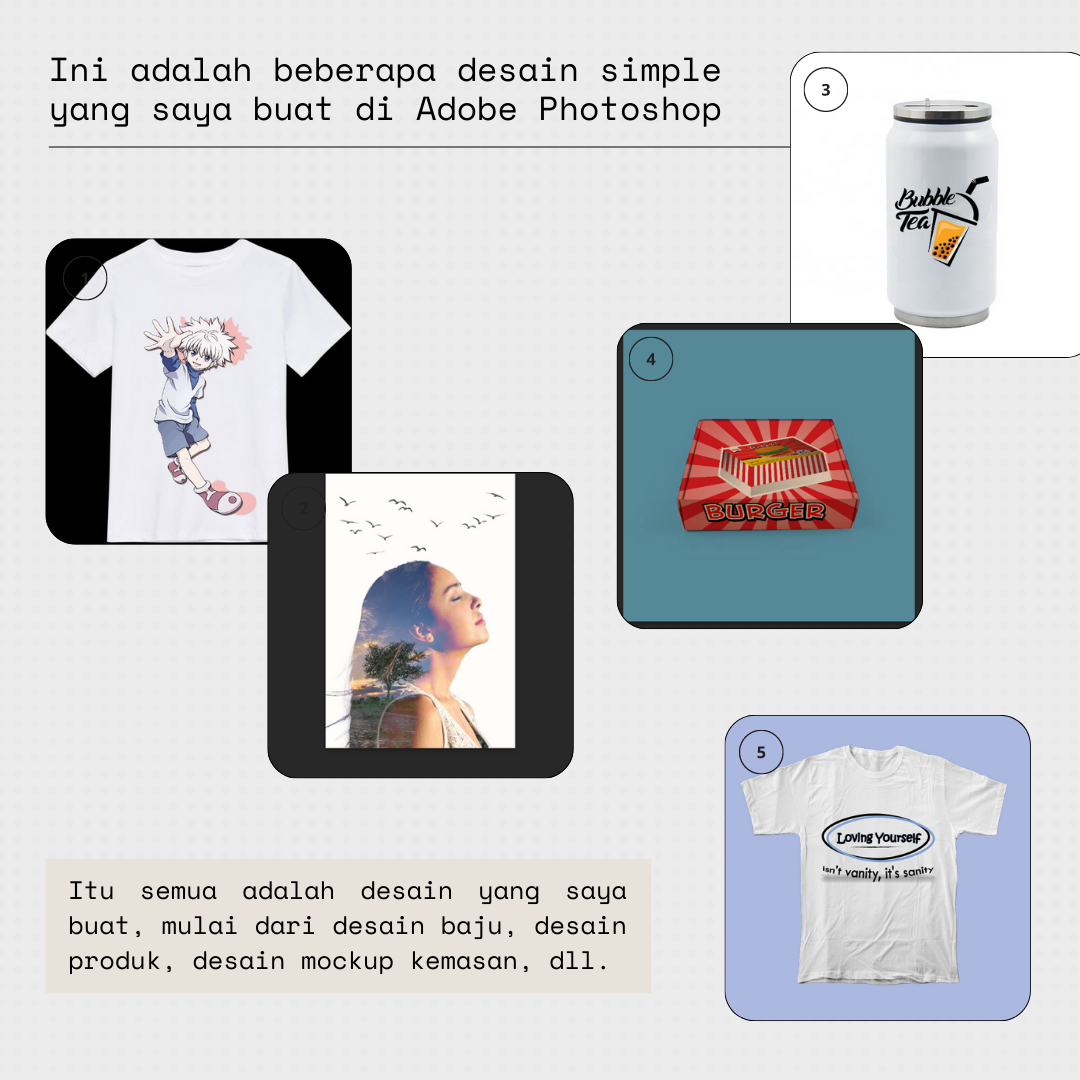 Ini adalah beberapa desain simple
yang saya buat di Adobe Photoshop
3
Bubble
Tea
1
4
BURGER
2
5
Loving Yourself
isn't vanity, it's sanity
Itu semua adalah desain yang saya
buat, mulai dari desain baju, desain
produk, desain mockup kemasan, dll.